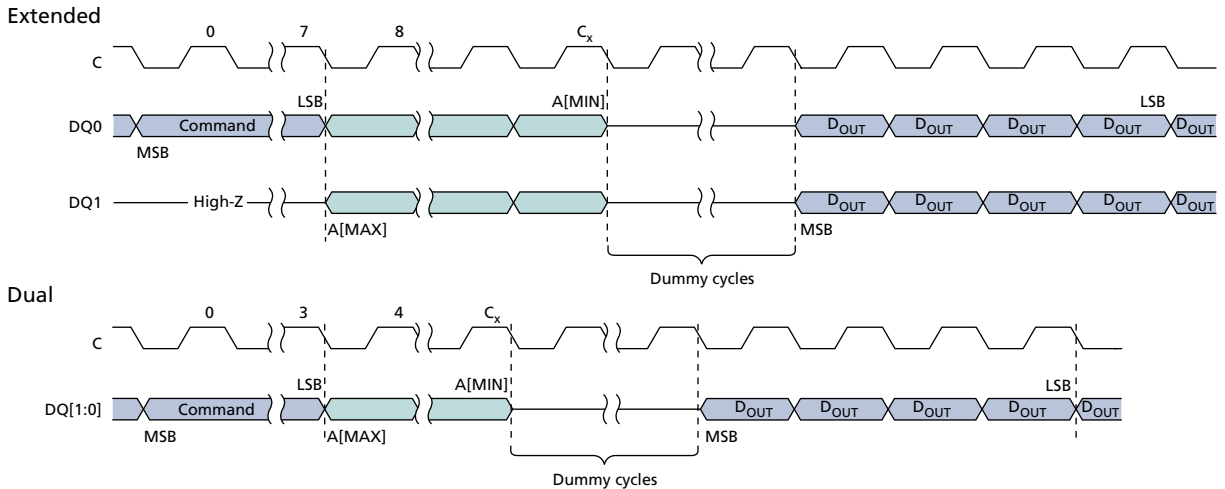 Extended
0 7 8 Cx
C
LSB A[MIN] LSB
DQ0 Command DOUT DOUT DOUT DOUT DOUT
MSB
DQ1 High-Z DOUT DOUT DOUT DOUT DOUT
A[MAX] MSB
Dummy cycles
Dual
0 3 4 Cx
C
LSB A[MIN] LSB
DQ[1:0] Command DOUT DOUT DOUT DOUT DOUT
MSB A[MAX] MSB
Dummy cycles